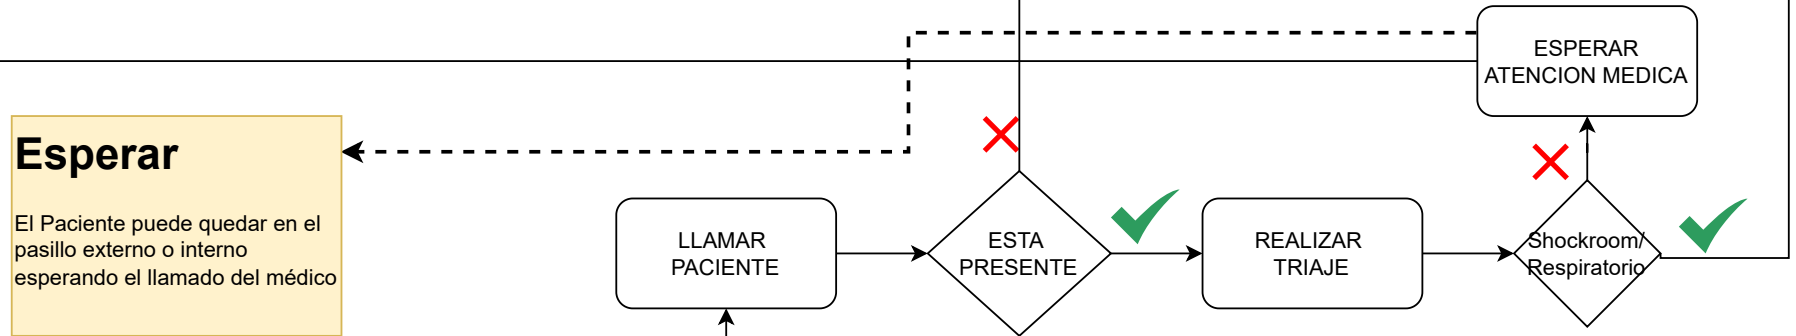 ESPERAR
ATENCION MEDICA
Esperar
El Paciente puede quedar en el
pasillo externo o interno
esperando el llamado del médico
LLAMAR
PACIENTE
ESTA
PRESENTE
REALIZAR
TRIAJE
Shockroom/
Respiratorio